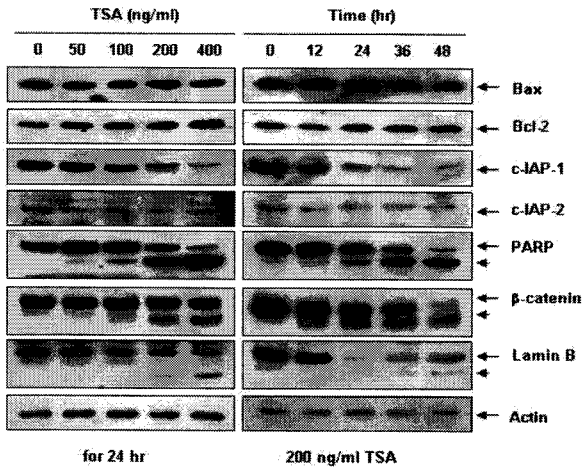 TSA (ng/ml) Time (hr)
0 50 100 200 400 0 12 24 36 48
Bax
Bcl-2
c-IAP-1
c-IAP-2
PARP
β-catenin
Lamin B
Actin
for 24 hr 200 ng/ml TSA